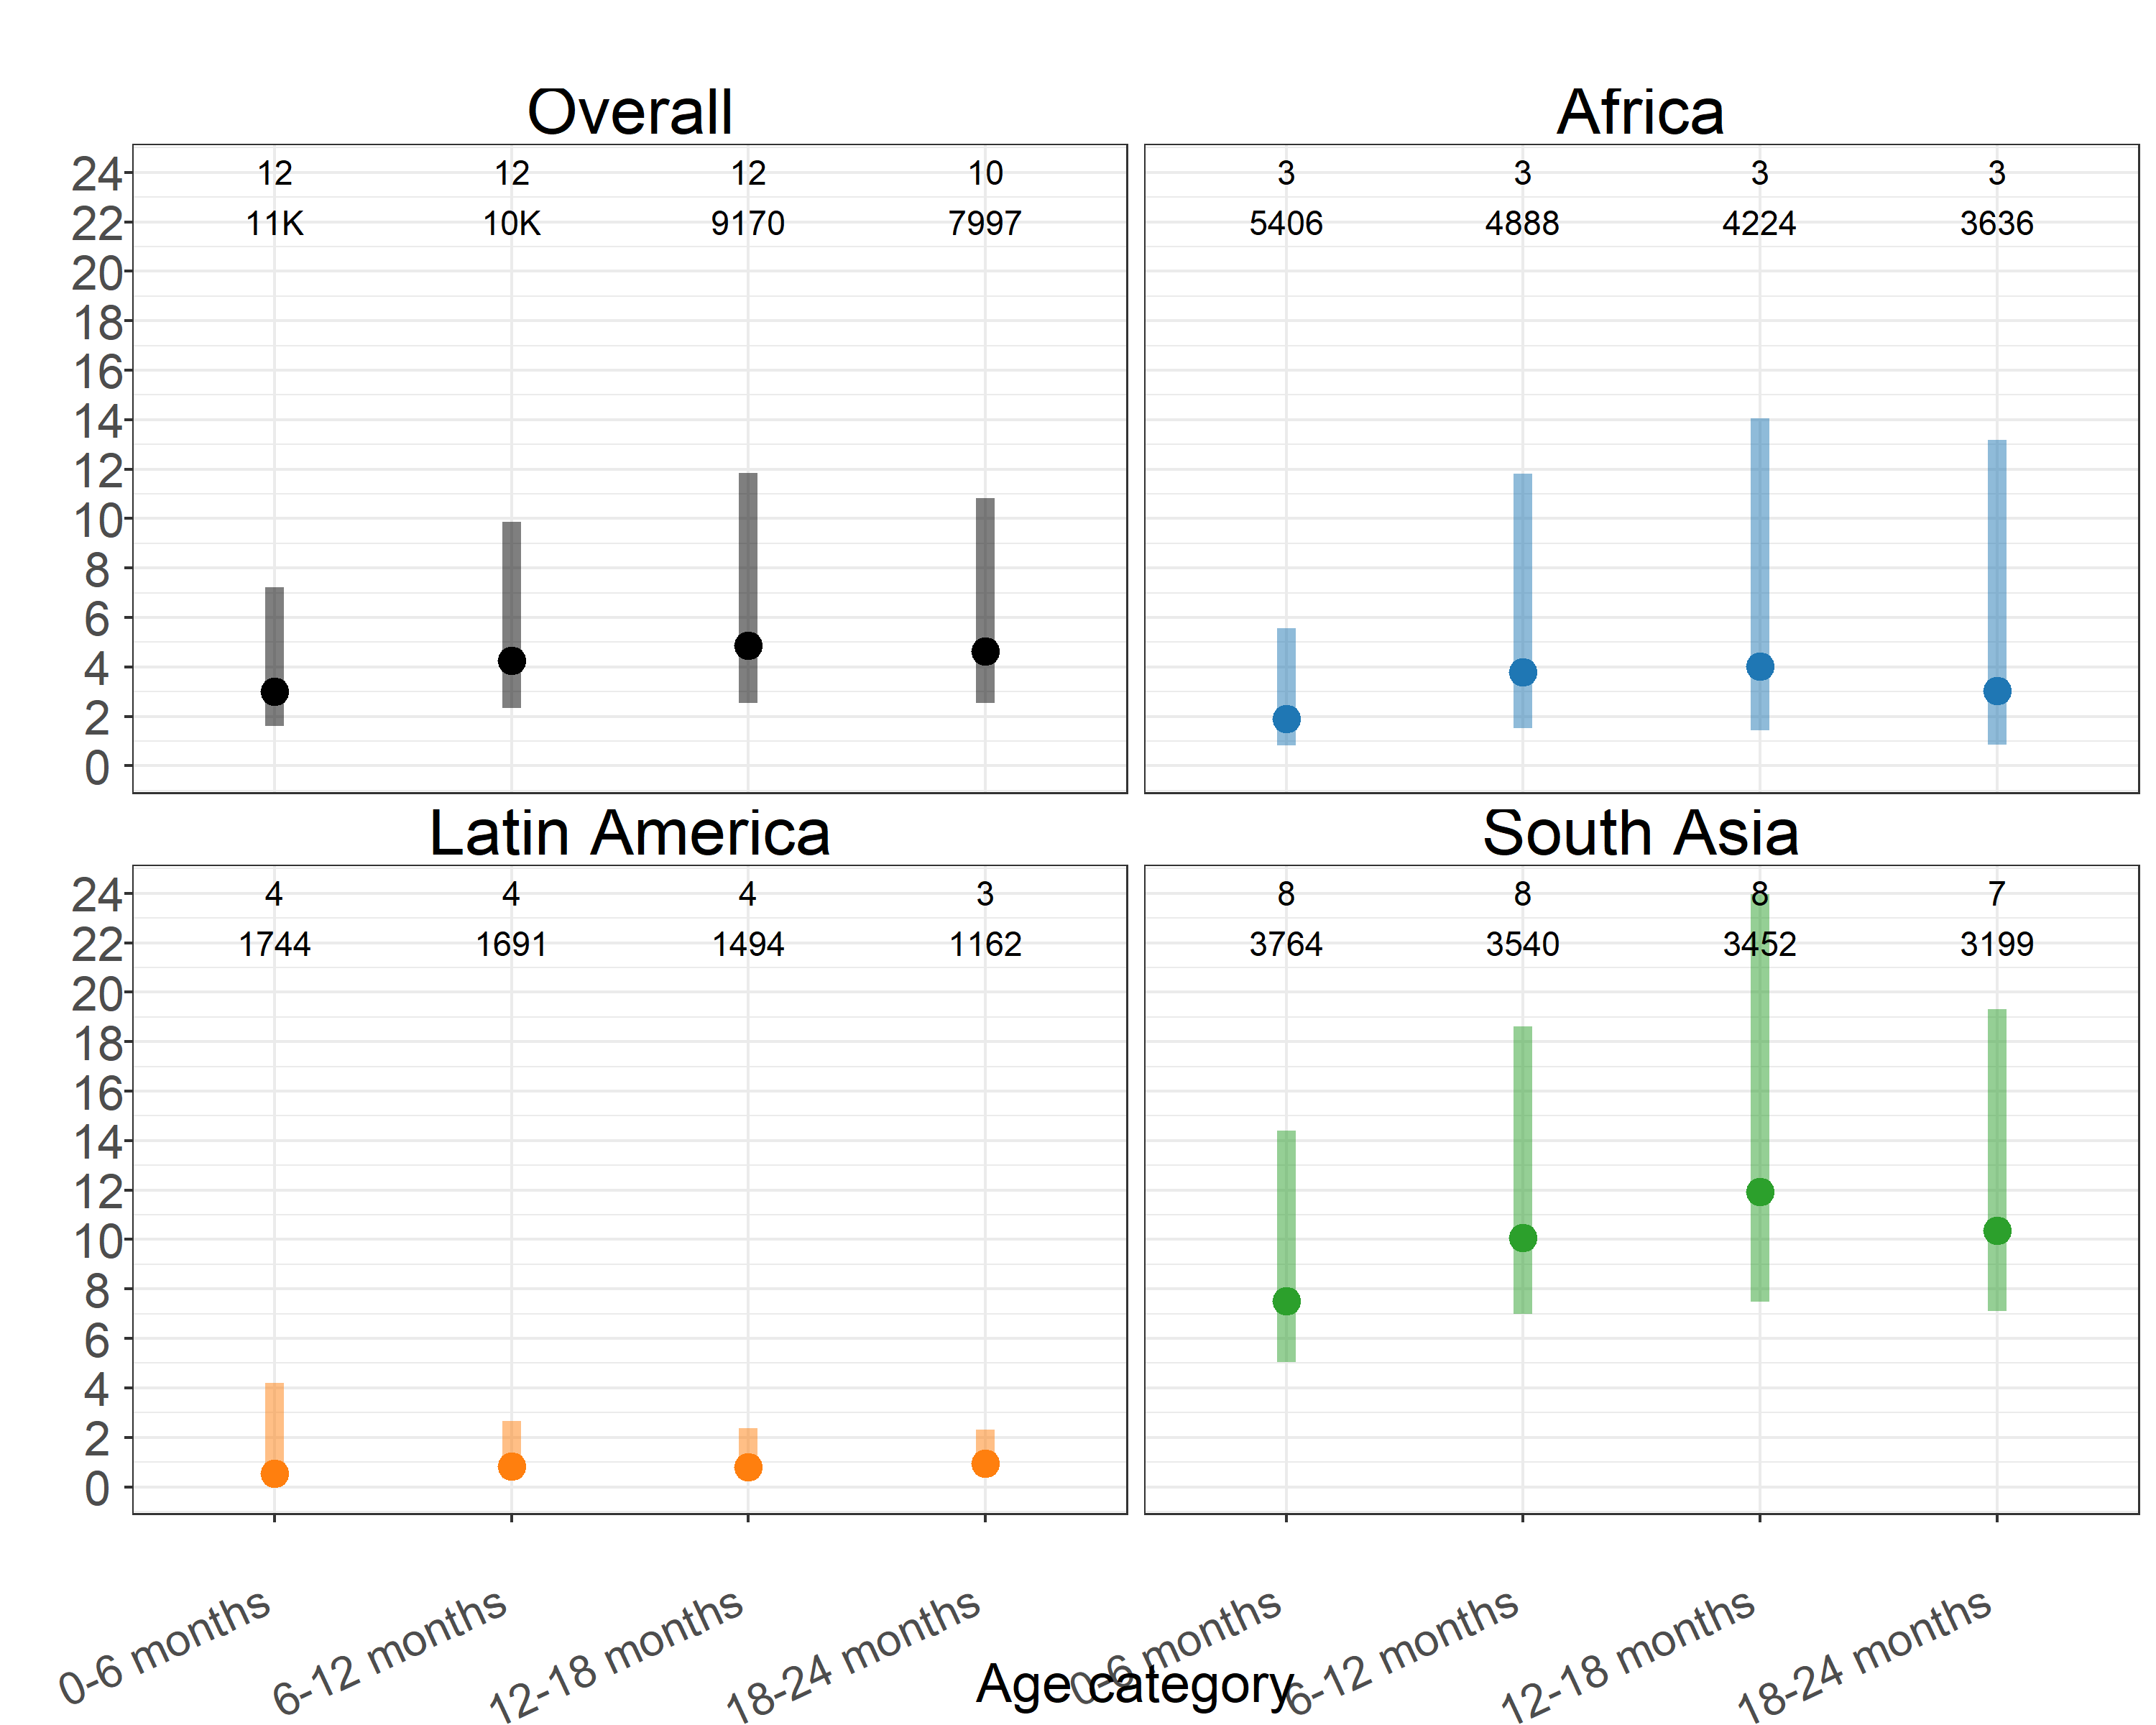 Overall
Africa
24 12 12 12 10 3 3 3 3
22 11K 10K 9170 7997 5406 4888 4224 3636
20
18
16
14
12
10
8
6
4
2
0
Latin America
South Asia
24 4 4 4 3 8 8 8 7
22 1744 1691 1494 1162 3764 3540 3452 3199
20
18
16
14
12
10
8
6
4
2
0
0-6 months
6-12 months
12-18 months
18-24 months
0-6 months
6-12 months
12-18 months
18-24 months
Age category